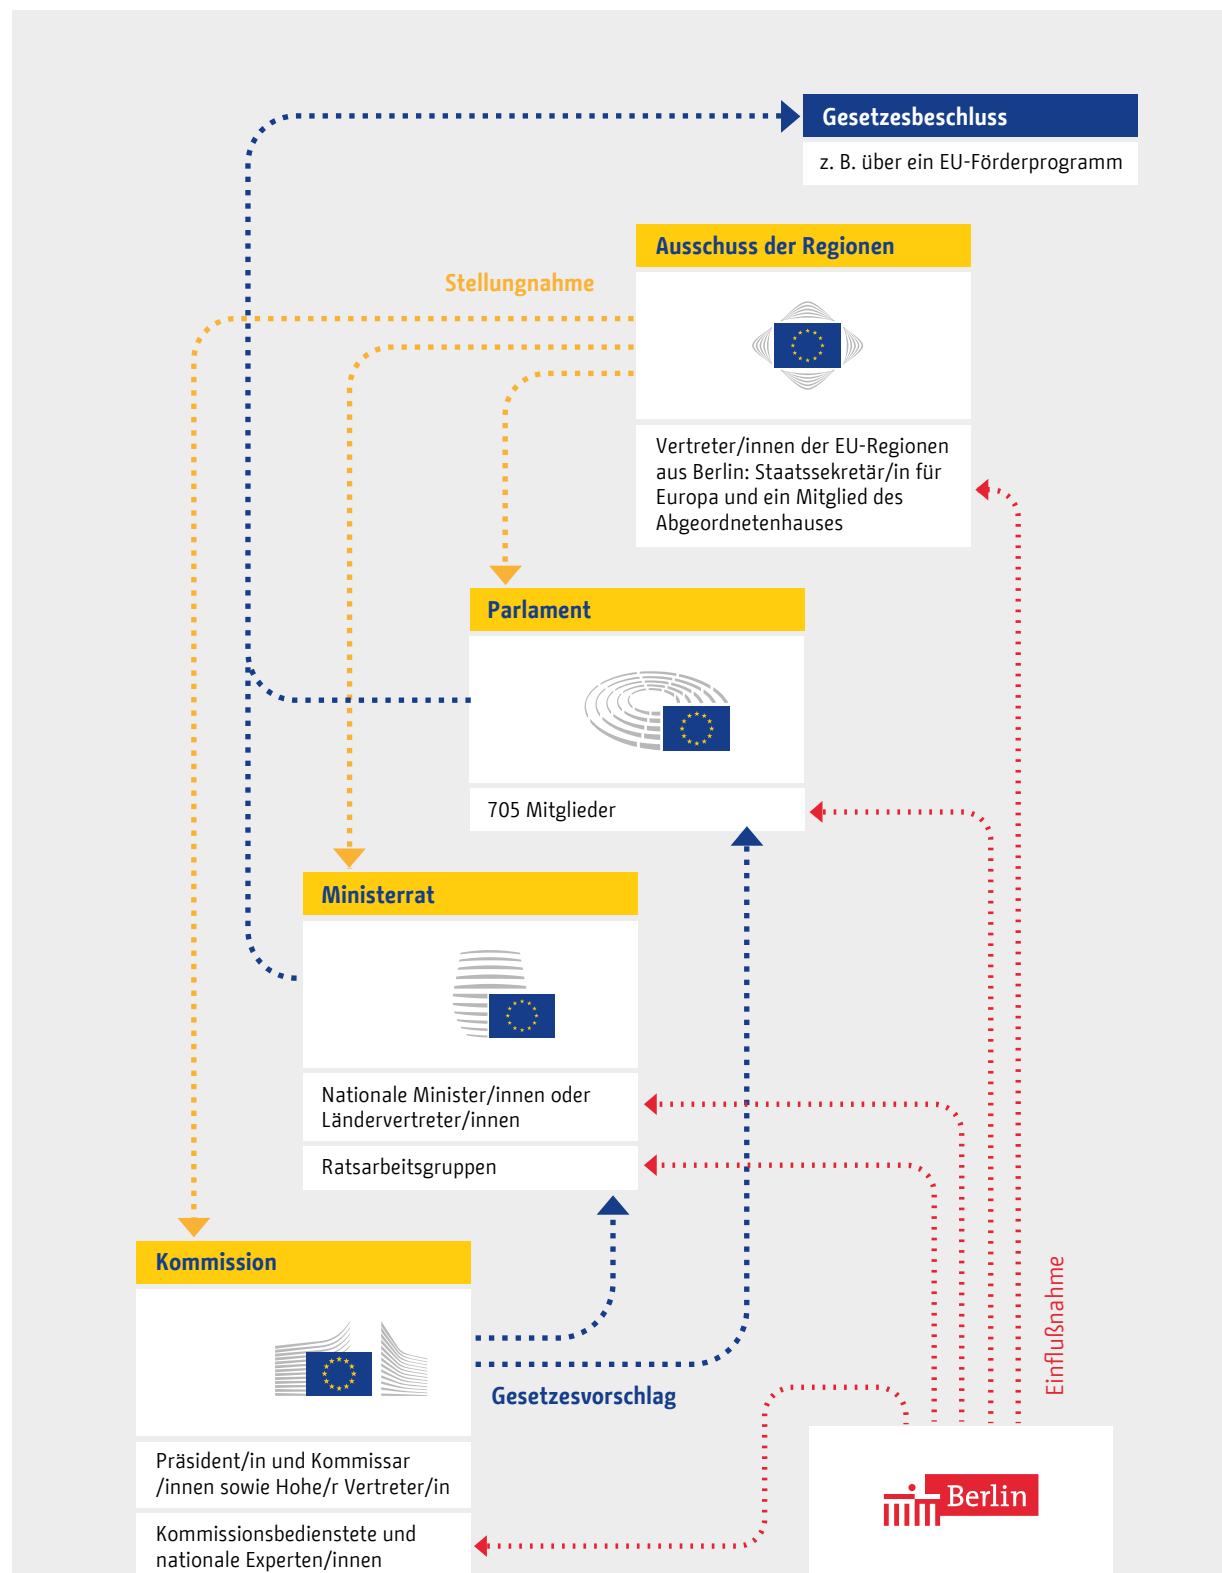 Gesetzesbeschluss
z. B. über ein EU-Förderprogramm
Ausschuss der Regionen
Stellungnahme
Vertreter/innen der EU-Regionen
aus Berlin: Staatssekretär/in für
Europa und ein Mitglied des
Abgeordnetenhauses
Parlament
705 Mitglieder
Ministerrat
Nationale Minister/innen oder
Ländervertreter/innen
Ratsarbeitsgruppen
Kommission
Gesetzesvorschlag
Einflußnahme
Präsident/in und Kommissar
/innen sowie Hohe/r Vertreter/in
Kommissionsbedienstete und
nationale Experten/innen
Berlin